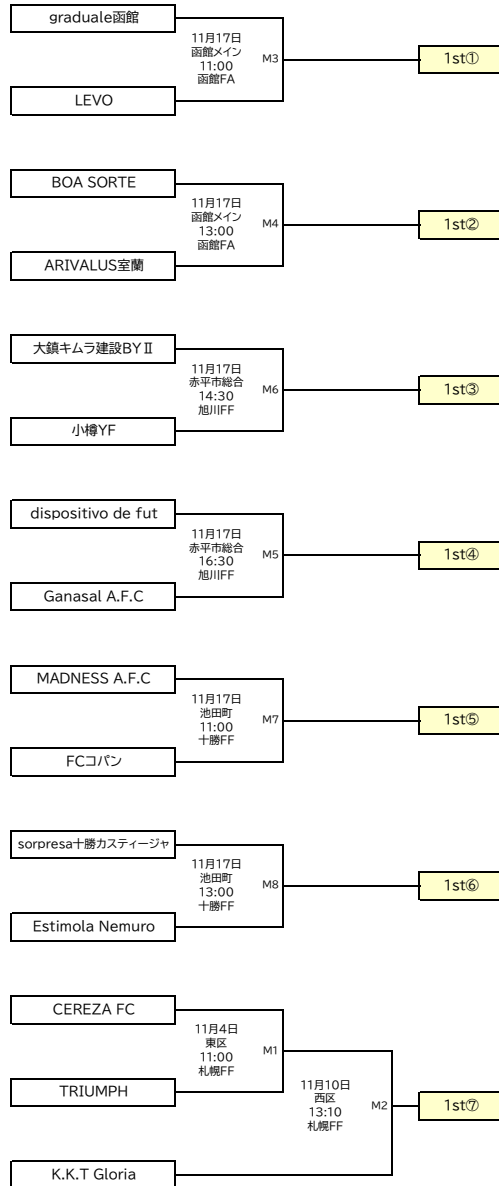 graduale函館
11月17日
函館メイン
11:00
函館FA
M3
1st①
LEVO
BOA SORTE
11月17日
函館メイン
13:00
函館FA
M4
1st②
ARIVALUS室蘭
大鎮キムラ建設BYⅡ
11月17日
赤平市総合
14:30
旭川FF
M6
1st③
小樽YF
dispositivo de fut
11月17日
赤平市総合
16:30
旭川FF
M5
1st④
Ganasal A.F.C
MADNESS A.F.C
11月17日
池田町
11:00
十勝FF
M7
1st⑤
FCコパン
sorpresa十勝カスティージャ
11月17日
池田町
13:00
十勝FF
M8
1st⑥
Estimola Nemuro
CEREZA FC
11月4日
東区
11:00
札幌FF
M1
TRIUMPH
11月10日
西区
13:10
札幌FF
M2
1st⑦
K.K.T Gloria